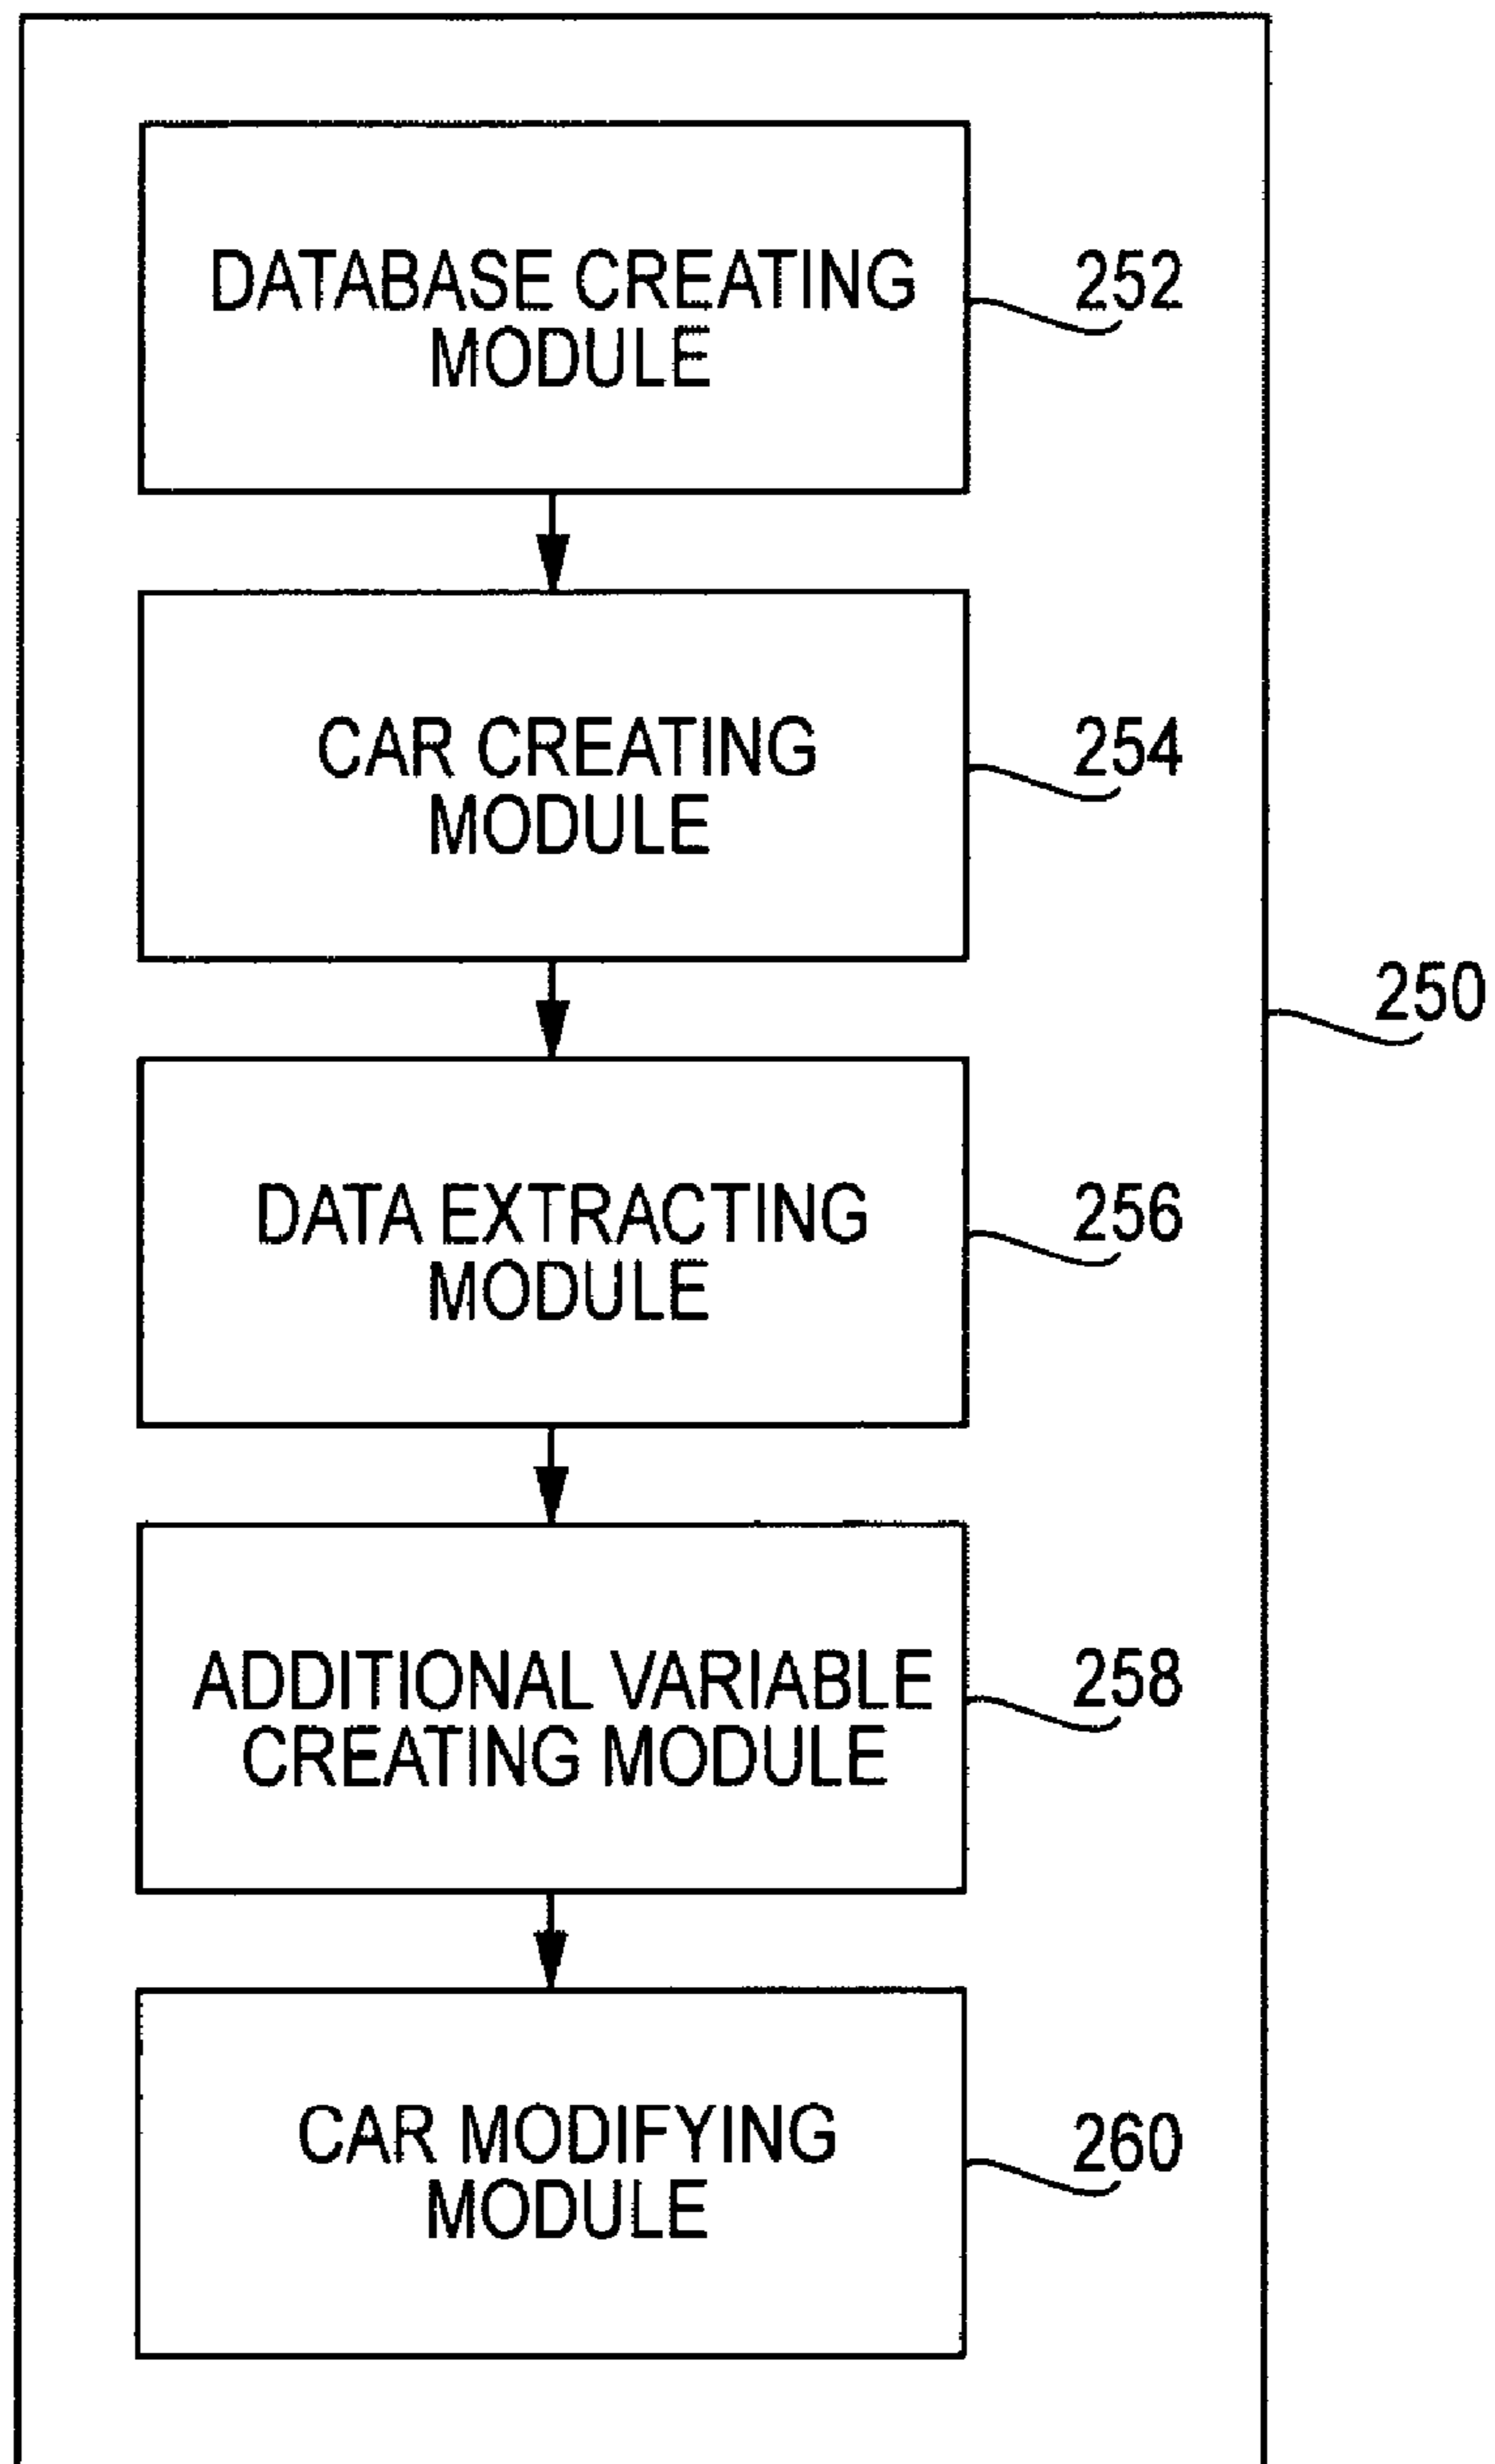 DATABASE CREATING
MODULE
252
CAR CREATING
MODULE
254
250
DATA EXTRACTING
MODULE
256
ADDITIONAL VARIABLE
CREATING MODULE
258
CAR MODIFYING
MODULE
260